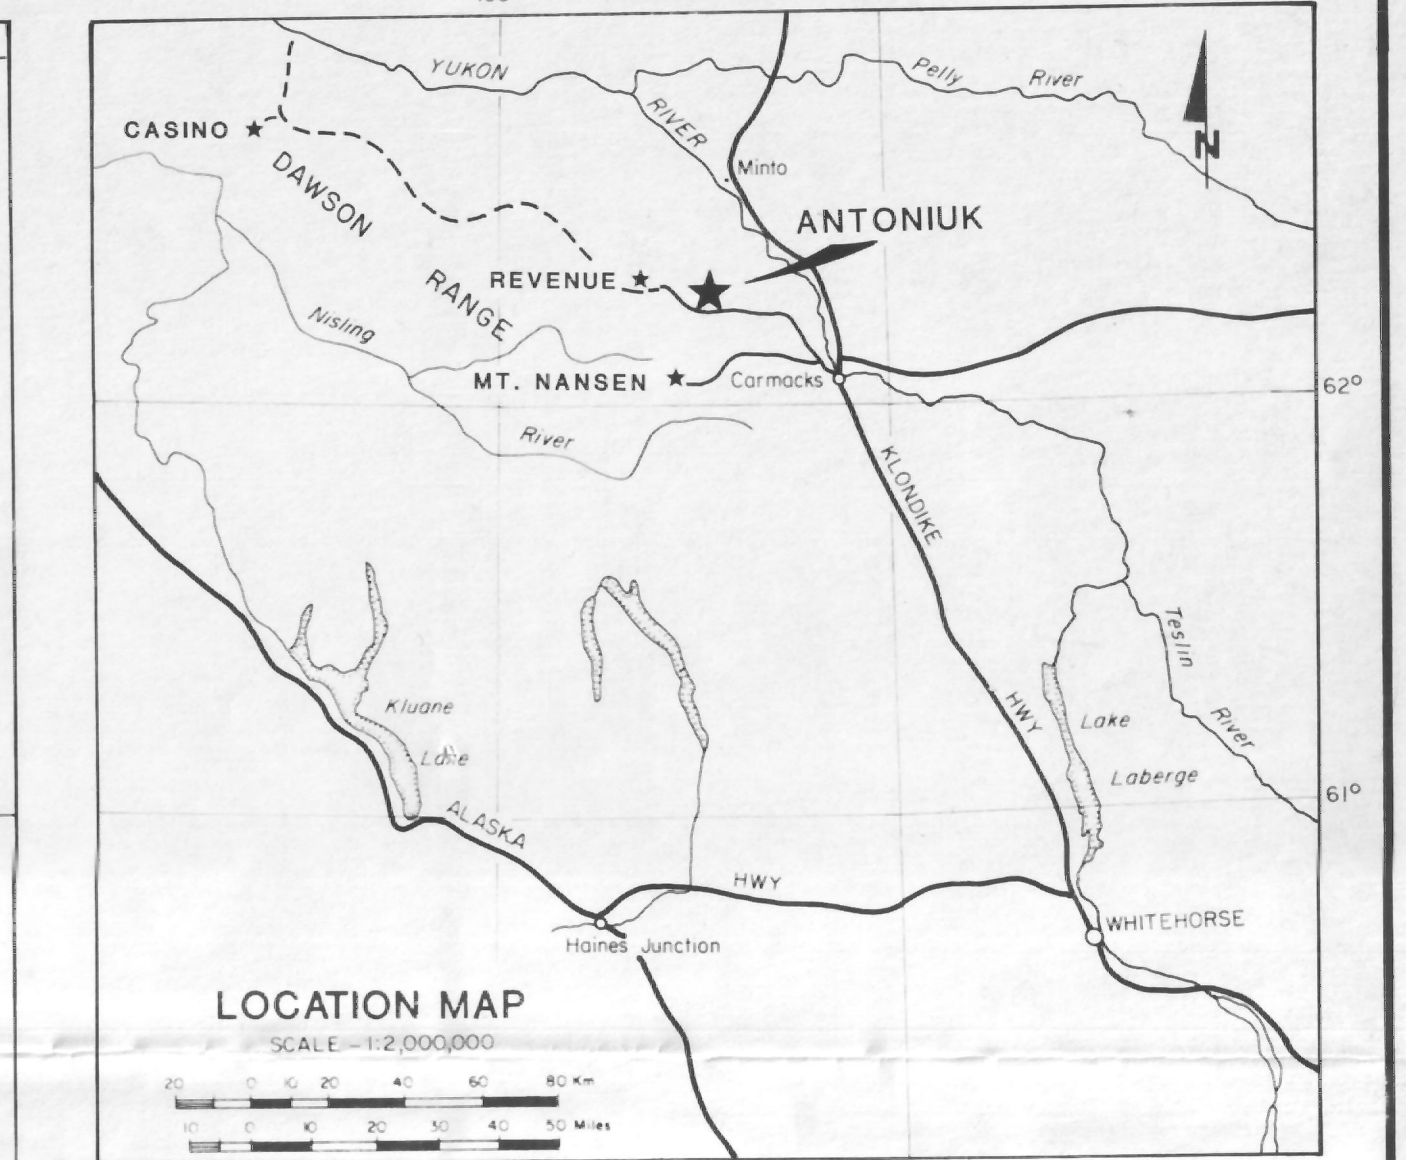 YUKON
Pelly River
RIVER
CASINO
N
DAWSON
Minto
ANTONIUK
REVENUE
RANGE
Nisling
MT. NANSEN
Carmacks
62°
River
KLONDIKE
Teslin
Kluane
HWY
Lake
River
Lake
Laberge
61°
ALASKA
HWY
WHITEHORSE
Haines Junction
LOCATION MAP
SCALE - 1:2,000,000
20 0 10 20 40 60 80 Km
10 0 10 20 30 40 50 Miles